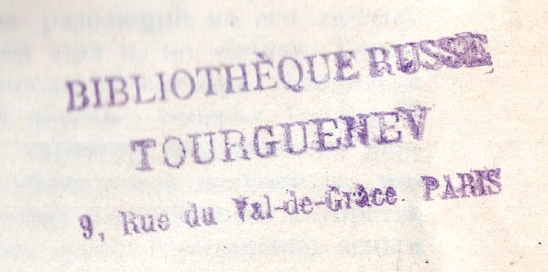 BIBLIOTHÈQUE RUSSE
TOURGUENEV
9, Rue du Val-de-Grâce PARIS